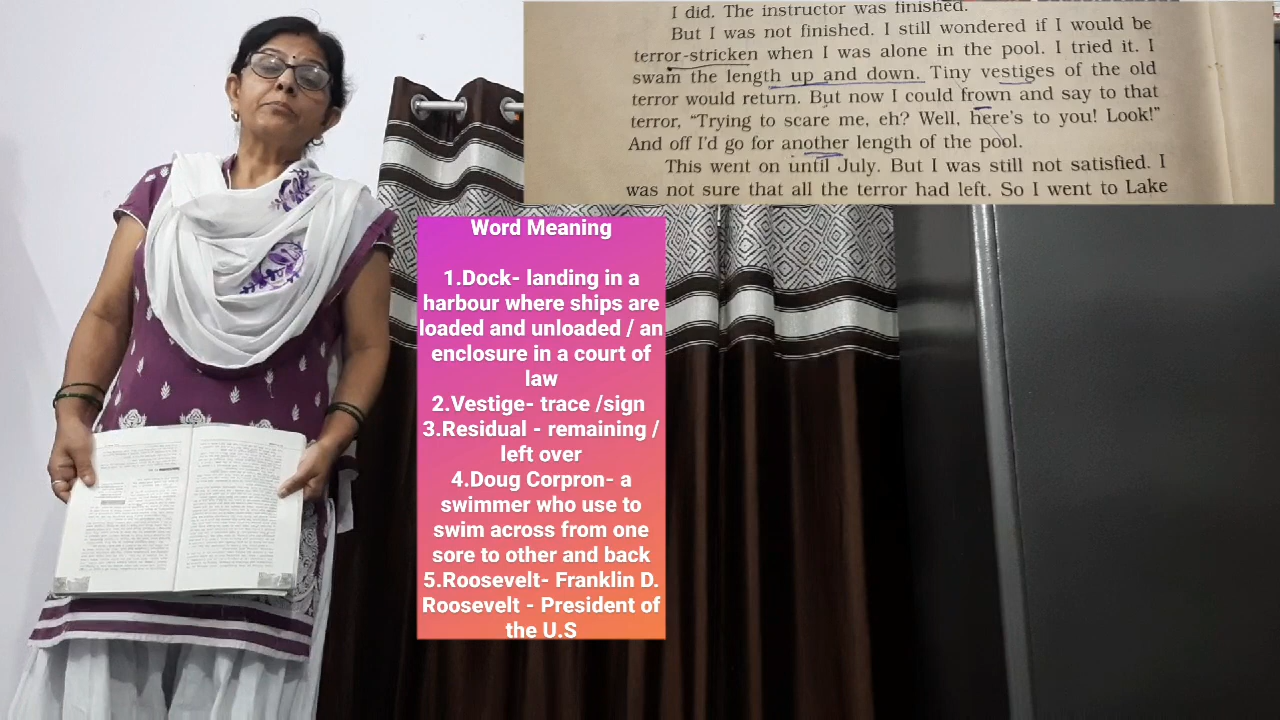 I did. The instructor was finished.
But I was not finished. I still wondered if I would be
terror-stricken when I was alone in the pool. I tried it. I
swam the length up and down. Tiny vestiges of the old
terror would return. But now I could frown and say to that
terror, “Trying to scare me, eh? Well, here's to you! Look!”
And off I'd go for another length of the pool.
This went on until July. But I was still not satisfied. I
was not sure that all the terror had left. So I went to Lake
Word Meaning
1.Dock- landing in a
harbour where ships are
loaded and unloaded / an
enclosure in a court of
law
2.Vestige- trace /sign
3.Residual - remaining /
left over
4.Doug Corpron- a
swimmer who use to
swim across from one
sore to other and back
5.Roosevelt- Franklin D.
Roosevelt - President of
the U.S